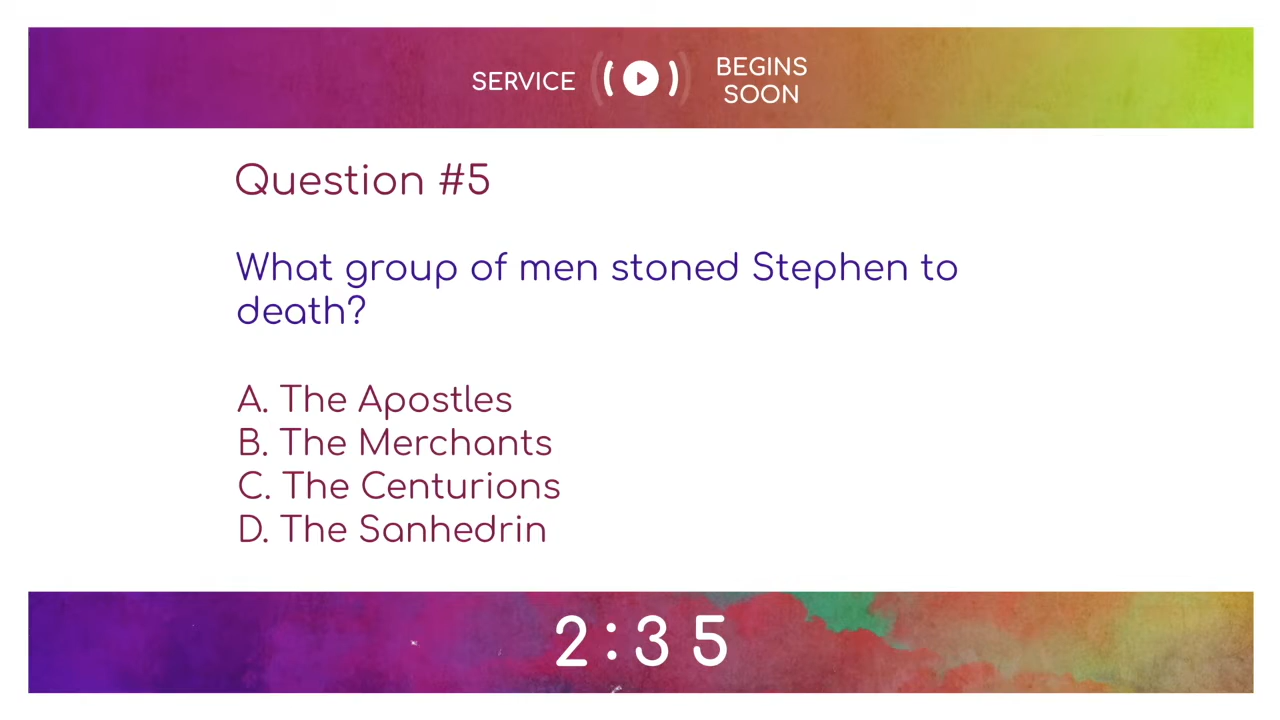 SERVICE
BEGINS
SOON
Question #5
What group of men stoned Stephen to
death?
A. The Apostles
B. The Merchants
C. The Centurions
D. The Sanhedrin
2:35